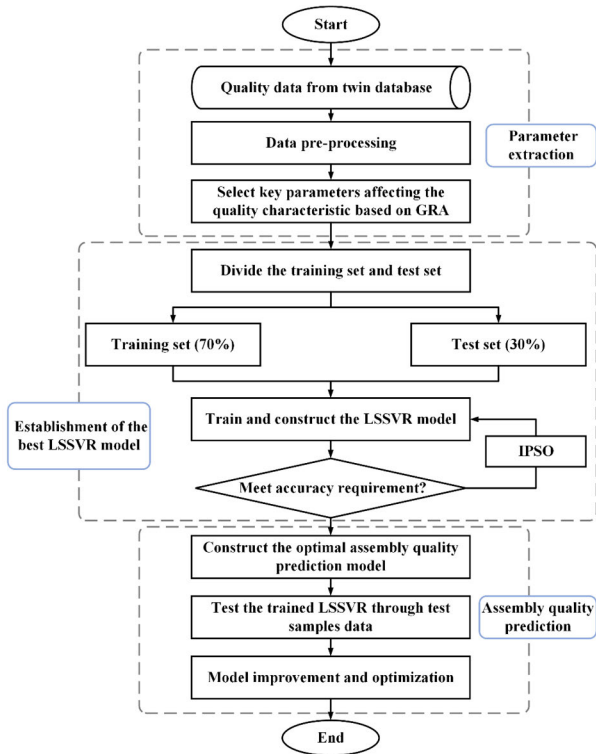 Start
Quality data from twin database
Data pre-processing
Parameter
extraction
Select key parameters affecting the
quality characteristic based on GRA
Divide the training set and test set
Training set (70%)
Test set (30%)
Train and construct the LSSVR model
Establishment of the
best LSSVR model
IPSO
Meet accuracy requirement?
Construct the optimal assembly quality
prediction model
Test the trained LSSVR through test
samples data
Assembly quality
prediction
Model improvement and optimization
End